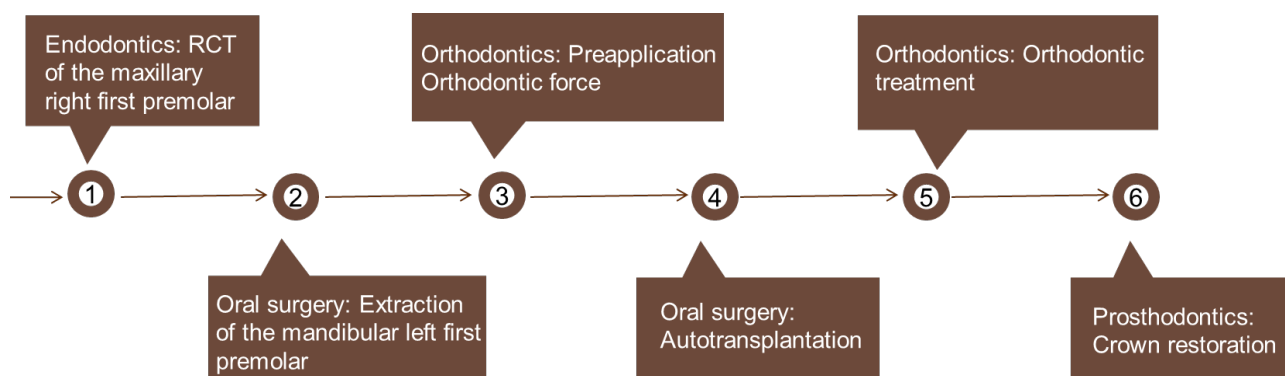 Endodontics: RCT
of the maxillary
right first premolar
Orthodontics: Preapplication
Orthodontic force
Orthodontics: Orthodontic
treatment
1
2
3
4
5
6
Oral surgery: Extraction
of the mandibular left first
premolar
Oral surgery:
Autotransplantation
Prosthodontics:
Crown restoration